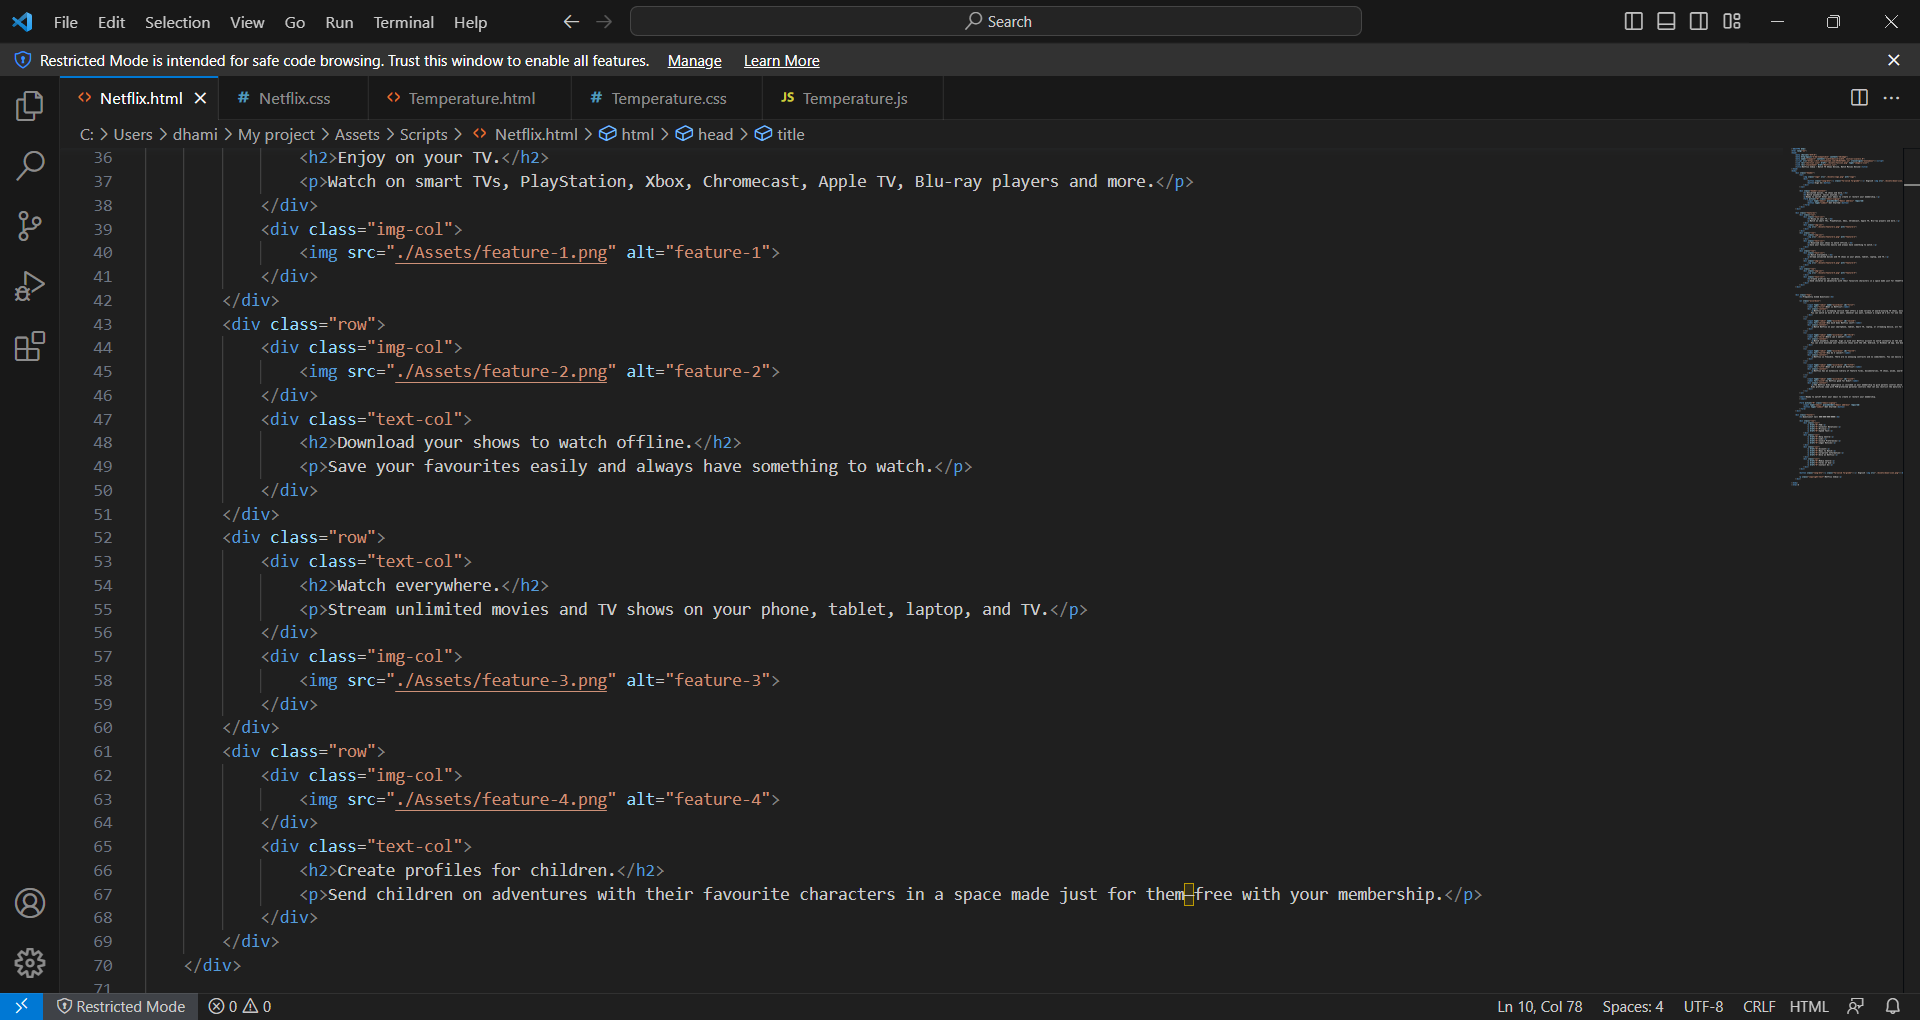 File Edit Selection View Go Run Terminal Help Search
Restricted Mode is intended for safe code browsing. Trust this window to enable all features. Manage Learn More
<> Netflix.html # Netflix.css <> Temperature.html # Temperature.css JS Temperature.js
C: > Users > dhami > My project > Assets > Scripts > <> Netflix.html > html > head > title
36 <h2>Enjoy on your TV.</h2>
37 <p>Watch on smart TVs, PlayStation, Xbox, Chromecast, Apple TV, Blu-ray players and more.</p>
38 </div>
39 <div class="img-col">
40 <img src="./Assets/feature-1.png" alt="feature-1">
41 </div>
42 </div>
43 <div class="row">
44 <div class="img-col">
45 <img src="./Assets/feature-2.png" alt="feature-2">
46 </div>
47 <div class="text-col">
48 <h2>Download your shows to watch offline.</h2>
49 <p>Save your favourites easily and always have something to watch.</p>
50 </div>
51 </div>
52 <div class="row">
53 <div class="text-col">
54 <h2>Watch everywhere.</h2>
55 <p>Stream unlimited movies and TV shows on your phone, tablet, laptop, and TV.</p>
56 </div>
57 <div class="img-col">
58 <img src="./Assets/feature-3.png" alt="feature-3">
59 </div>
60 </div>
61 <div class="row">
62 <div class="img-col">
63 <img src="./Assets/feature-4.png" alt="feature-4">
64 </div>
65 <div class="text-col">
66 <h2>Create profiles for children.</h2>
67 <p>Send children on adventures with their favourite characters in a space made just for them—free with your membership.</p>
68 </div>
69 </div>
70 </div>
71
Restricted Mode 0 0 Ln 10, Col 78 Spaces: 4 UTF-8 CRLF HTML